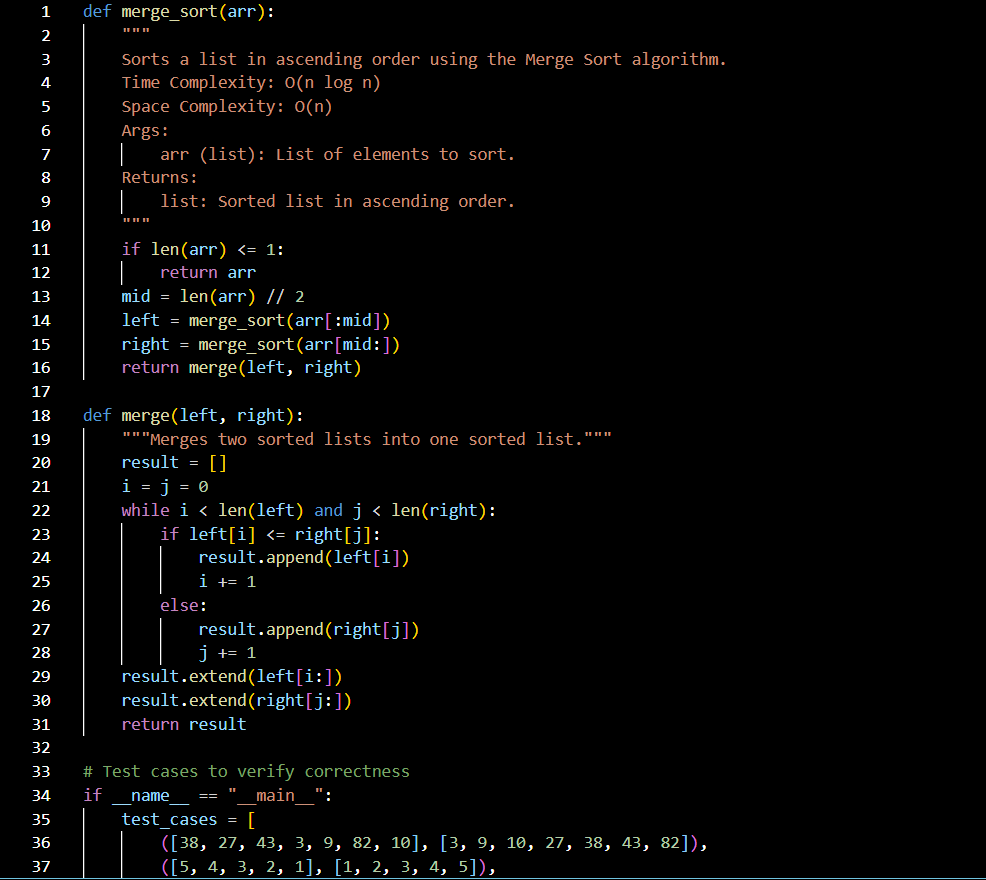 1 def merge_sort(arr):
2     """
3     Sorts a list in ascending order using the Merge Sort algorithm.
4     Time Complexity: O(n log n)
5     Space Complexity: O(n)
6     Args:
7         arr (list): List of elements to sort.
8     Returns:
9         list: Sorted list in ascending order.
10     """
11     if len(arr) <= 1:
12         return arr
13     mid = len(arr) // 2
14     left = merge_sort(arr[:mid])
15     right = merge_sort(arr[mid:])
16     return merge(left, right)
17
18 def merge(left, right):
19     """Merges two sorted lists into one sorted list."""
20     result = []
21     i = j = 0
22     while i < len(left) and j < len(right):
23         if left[i] <= right[j]:
24             result.append(left[i])
25             i += 1
26         else:
27             result.append(right[j])
28             j += 1
29     result.extend(left[i:])
30     result.extend(right[j:])
31     return result
32
33 # Test cases to verify correctness
34 if __name__ == "__main__":
35     test_cases = [
36         ([38, 27, 43, 3, 9, 82, 10], [3, 9, 10, 27, 38, 43, 82]),
37         ([5, 4, 3, 2, 1], [1, 2, 3, 4, 5]),